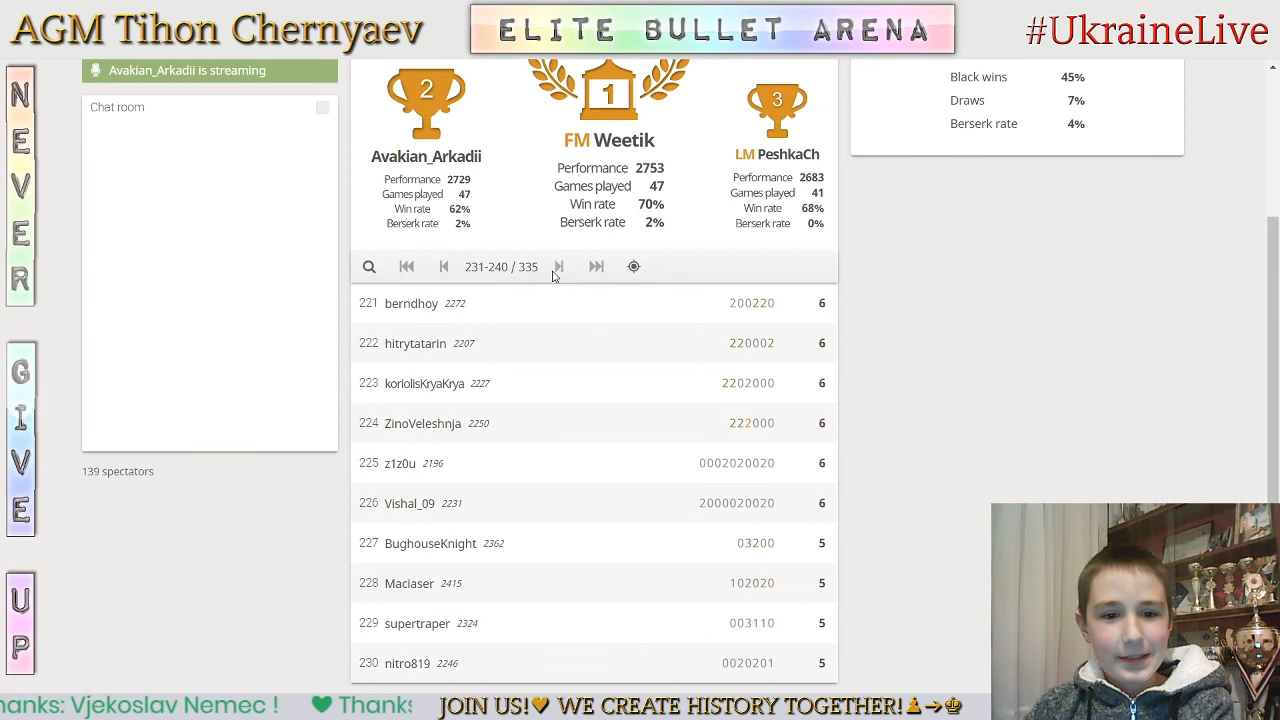 AGM Tihon Chernyaev
ELITE BULLET ARENA
#UkraineLive
NEVER
GIVE
UP
Avakian_Arkadii is streaming
Chat room
139 spectators
2
Avakian_Arkadii
Performance 2729
Games played 47
Win rate 62%
Berserk rate 2%
1
FM Weetik
Performance 2753
Games played 47
Win rate 70%
Berserk rate 2%
3
LM PeshkaCh
Performance 2683
Games played 41
Win rate 68%
Berserk rate 0%
Black wins 45%
Draws 7%
Berserk rate 4%
231-240 / 335
221 berndhoy 2272 200220 6
222 hitrytatarin 2207 220002 6
223 koriolisKryaKrya 2227 2202000 6
224 ZinoVeleshnja 2250 222000 6
225 z1z0u 2196 0002020020 6
226 Vishal_09 2231 2000020020 6
227 BughouseKnight 2362 03200 5
228 Maciaser 2415 102020 5
229 supertraper 2324 003110 5
230 nitro819 2246 0020201 5
hanks: Vjekoslav Nemec ! Thanks
JOIN US! WE CREATE HISTORY TOGETHER!